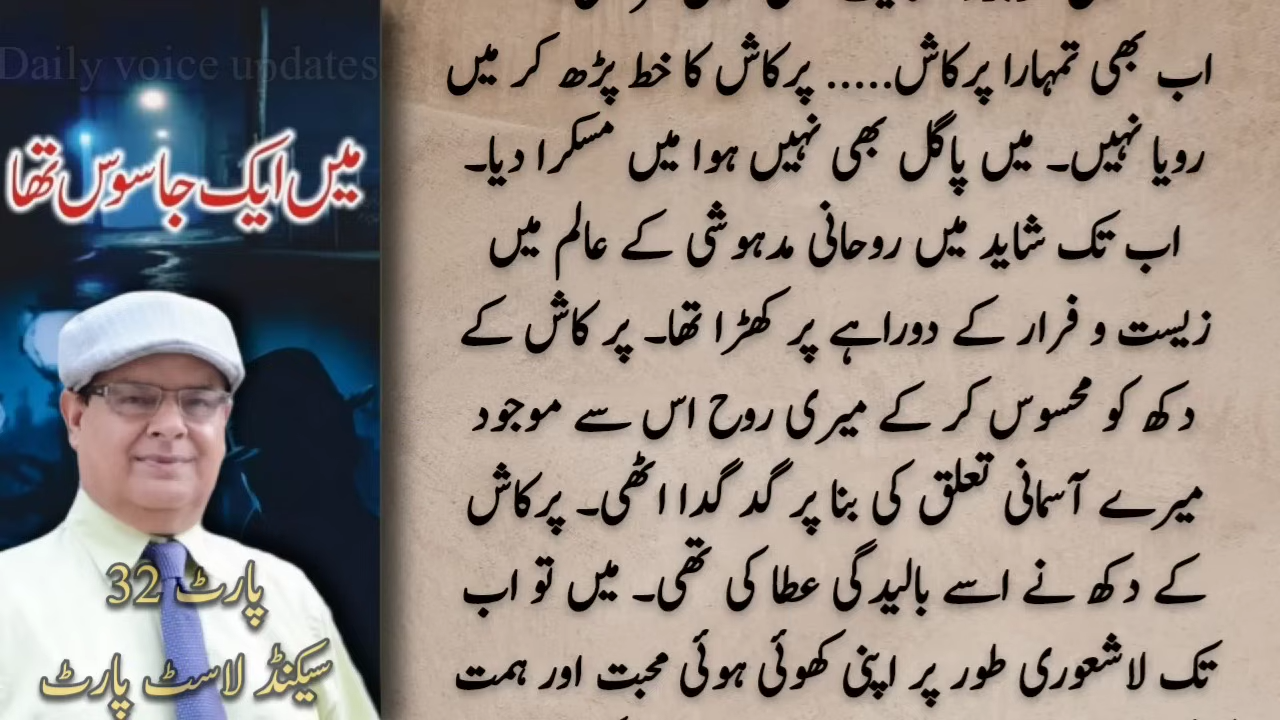 Daily voice updates
میں ایک جاسوس تھا
پارٹ 32
سیکنڈ لاسٹ پارٹ
اب بھی تمہارا پرکاش..... پرکاش کا خط پڑھ کر میں
رویا نہیں۔ میں پاگل بھی نہیں ہوا میں مسکرا دیا۔
اب تک شاید میں روحانی مدہوشی کے عالم میں
زیست و فرار کے دوراہے پر کھڑا تھا۔ پر کاش کے
دکھ کو محسوس کر کے میری روح اس سے موجود
میرے آسمانی تعلق کی بنا پر گد گدا اٹھی۔ پرکاش
کے دکھ نے اسے بالیدگی عطا کی تھی۔ میں تو اب
تک لاشعوری طور پر اپنی کھوئی ہوئی محبت اور ہمت